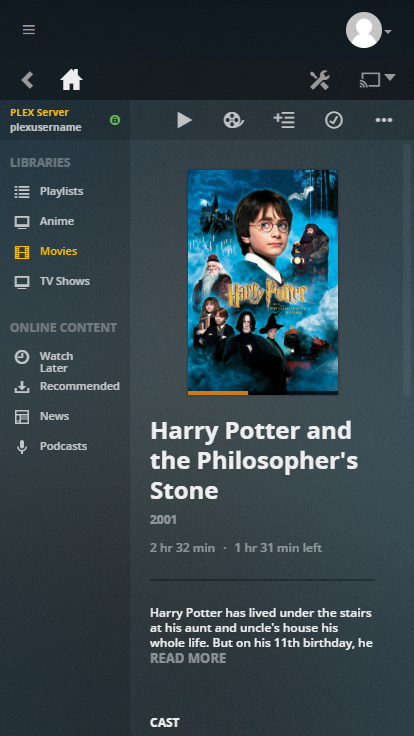 PLEX Server
plexusername
LIBRARIES
Playlists
Anime
Movies
TV Shows
ONLINE CONTENT
Watch
Later
Recommended
News
Podcasts
Harry Potter
Harry Potter and
the Philosopher's
Stone
2001
2 hr 32 min · 1 hr 31 min left
Harry Potter has lived under the stairs
at his aunt and uncle's house his
whole life. But on his 11th birthday, he
READ MORE
CAST